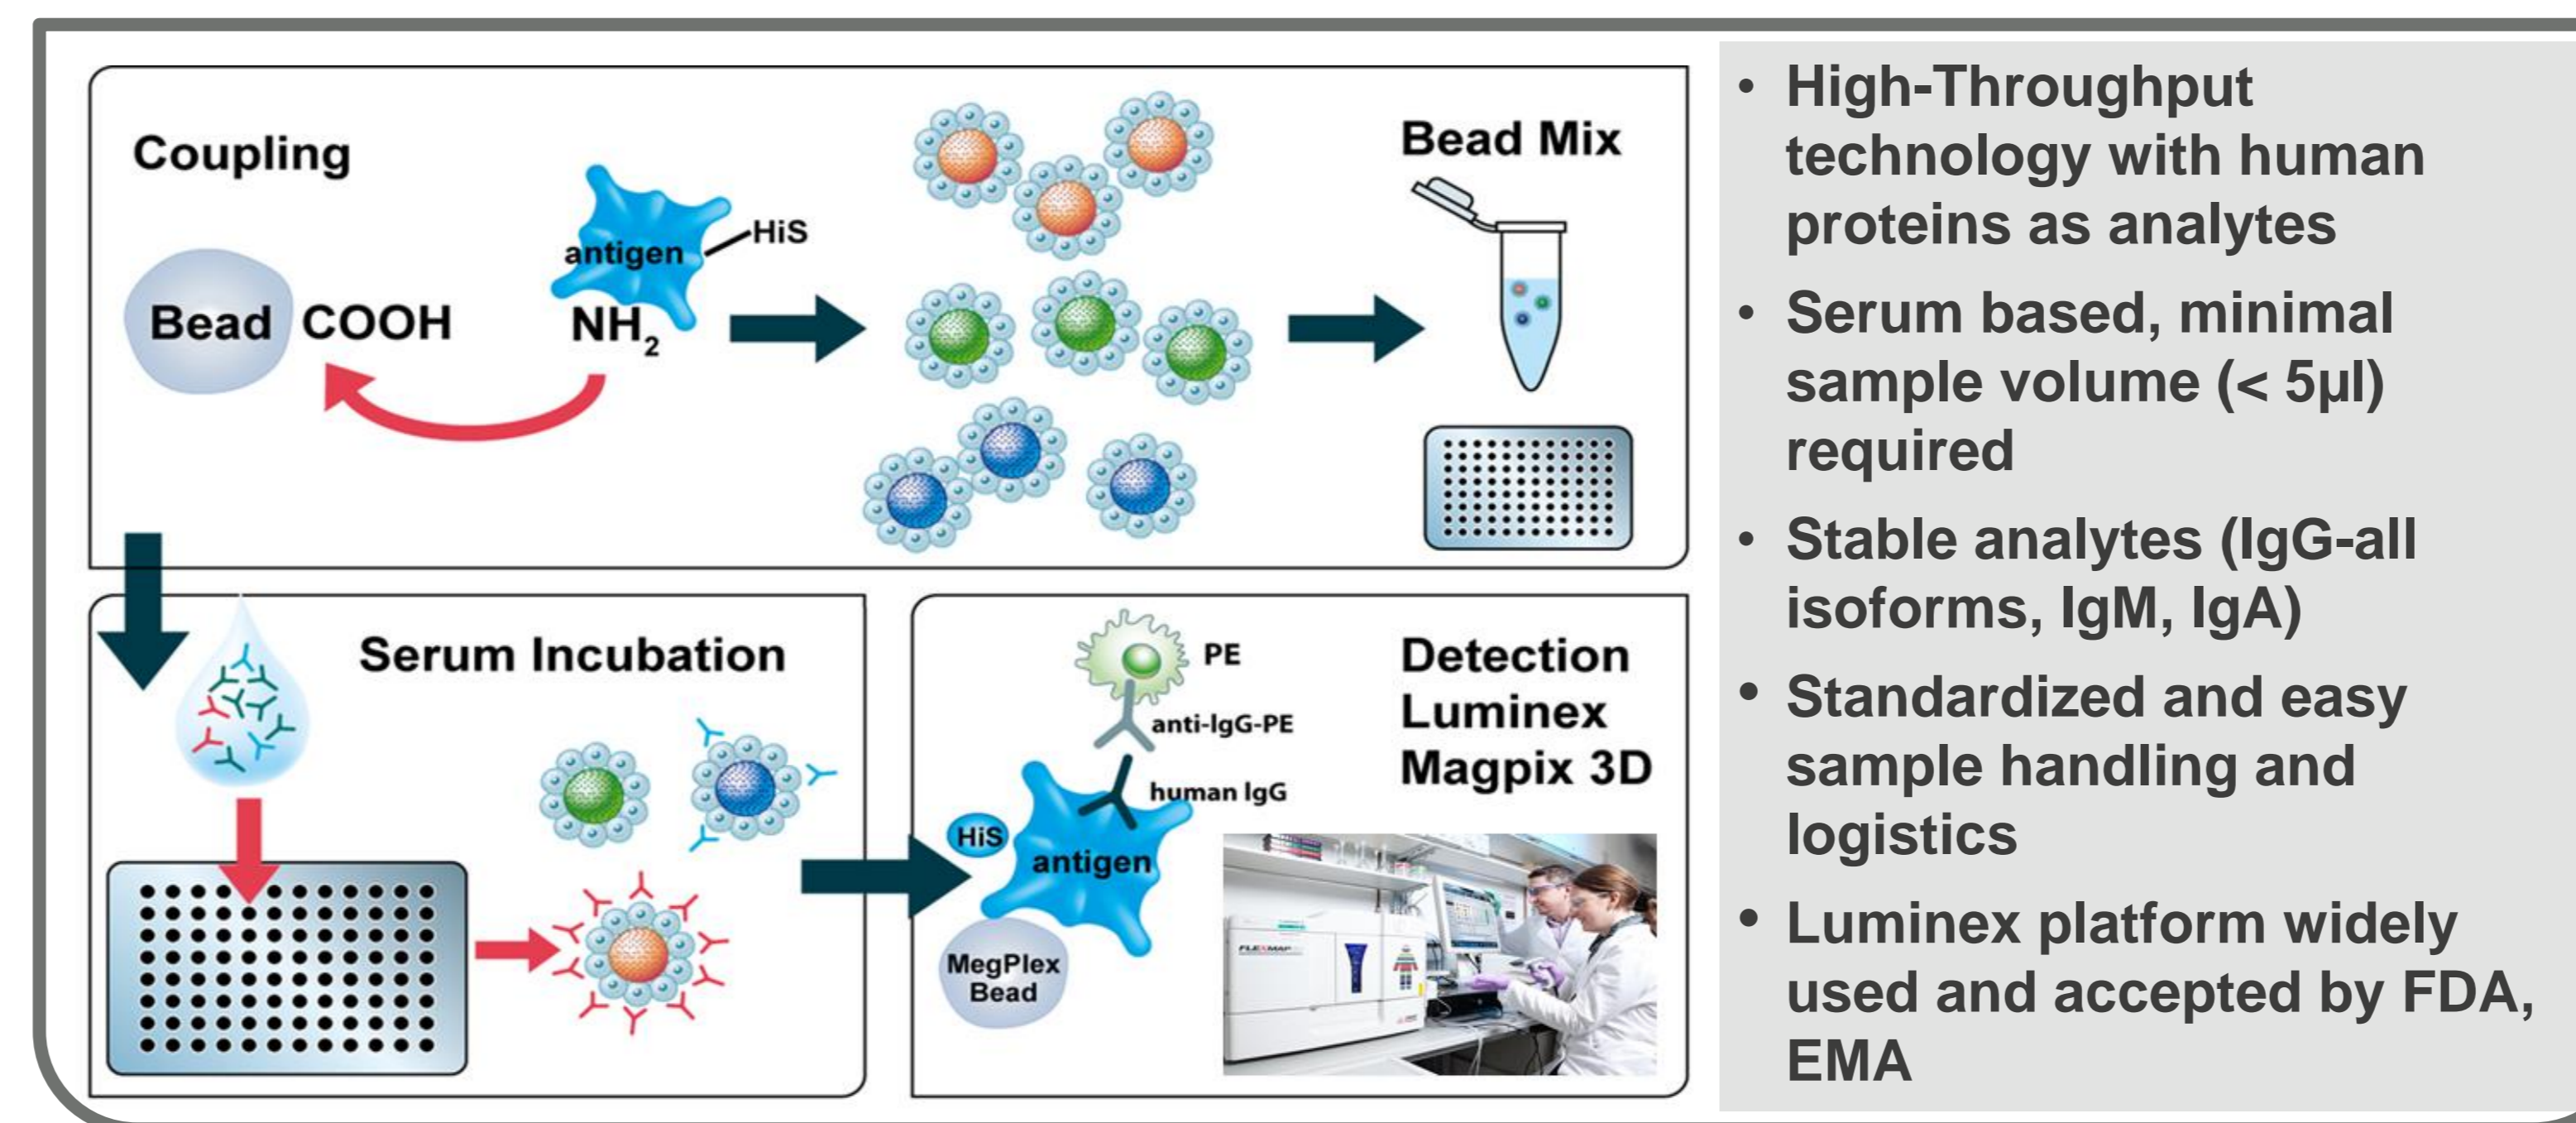 Coupling
Bead COOH
antigen
HiS
NH2
Bead Mix
Serum Incubation
PE
anti-IgG-PE
human IgG
HiS
antigen
MegPlex
Bead
Detection
Luminex
Magpix 3D
FLEXMAP
• High-Throughput
technology with human
proteins as analytes
• Serum based, minimal
sample volume (< 5µl)
required
• Stable analytes (IgG-all
isoforms, IgM, IgA)
• Standardized and easy
sample handling and
logistics
• Luminex platform widely
used and accepted by FDA,
EMA